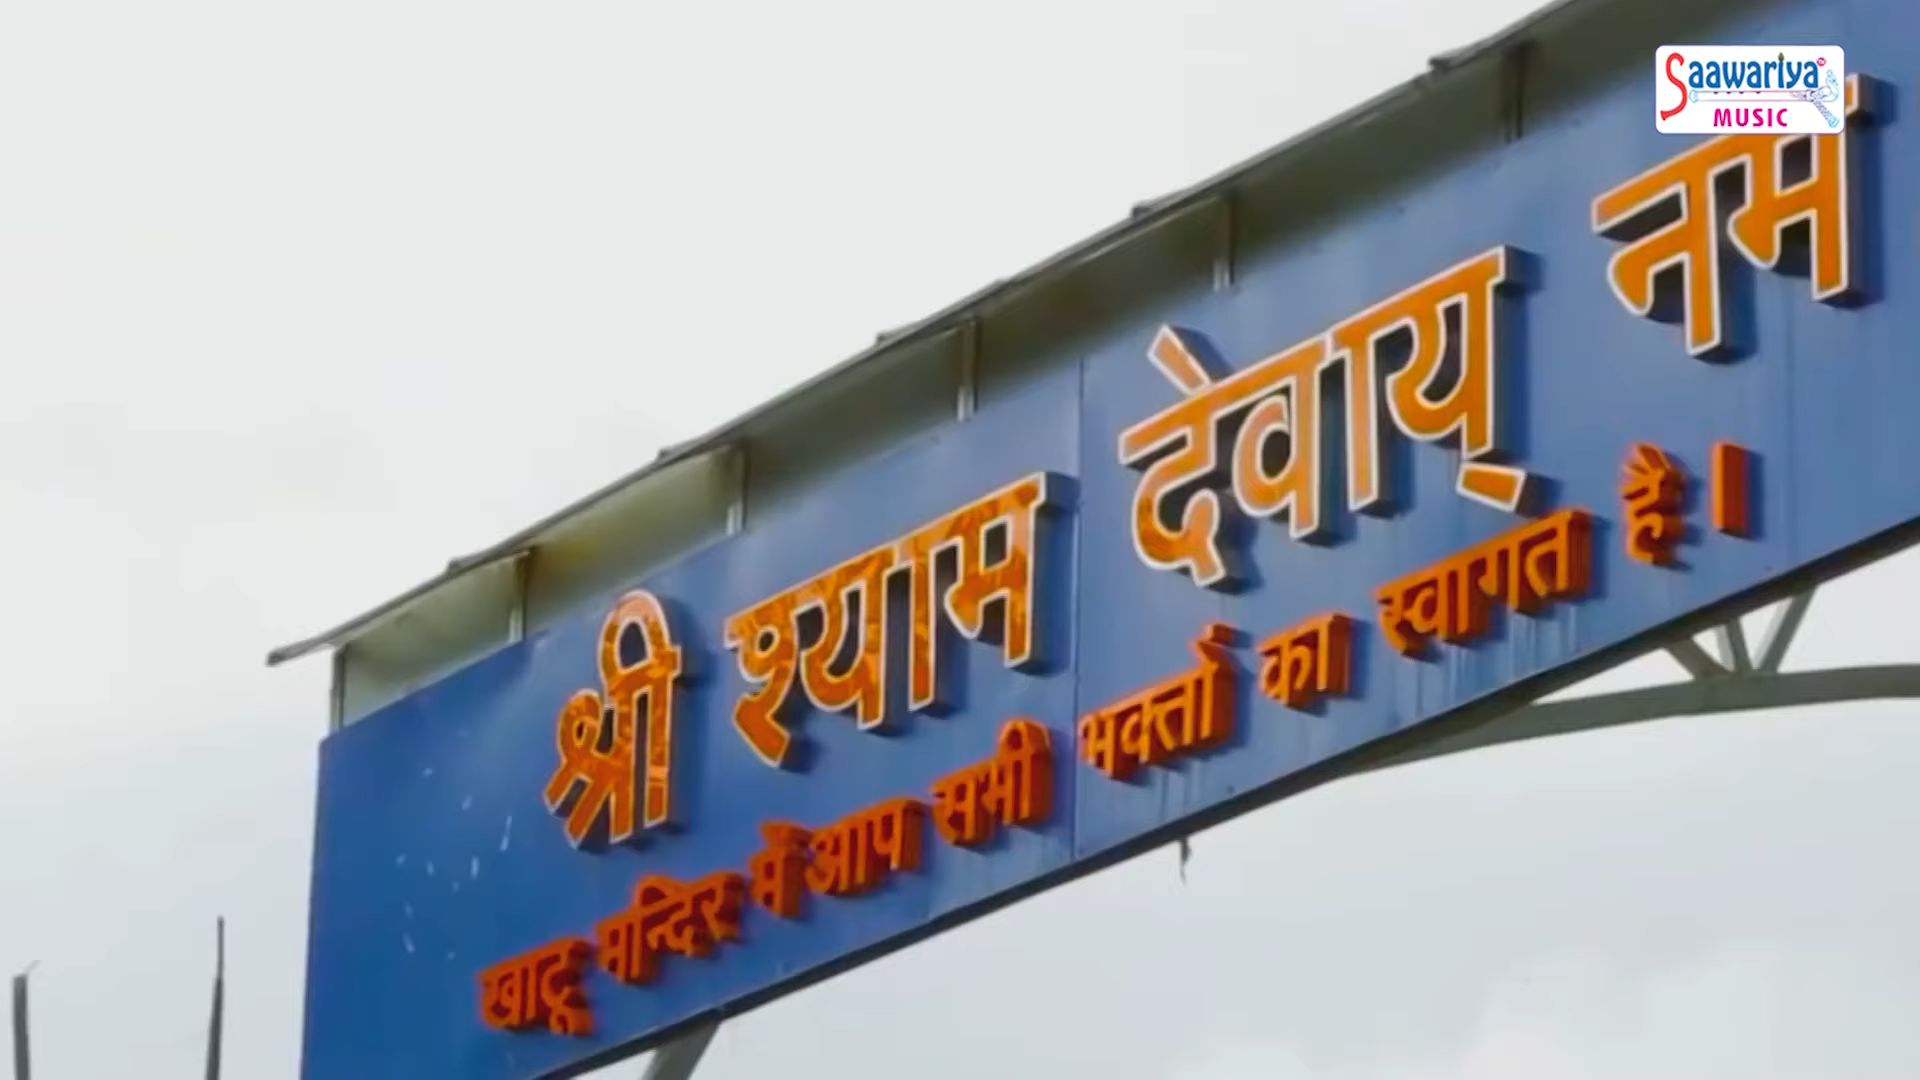 Saawariya
MUSIC
श्री श्याम देवाय् नम
खाटू मन्दिर में आप सभी भक्तों का स्वागत है।